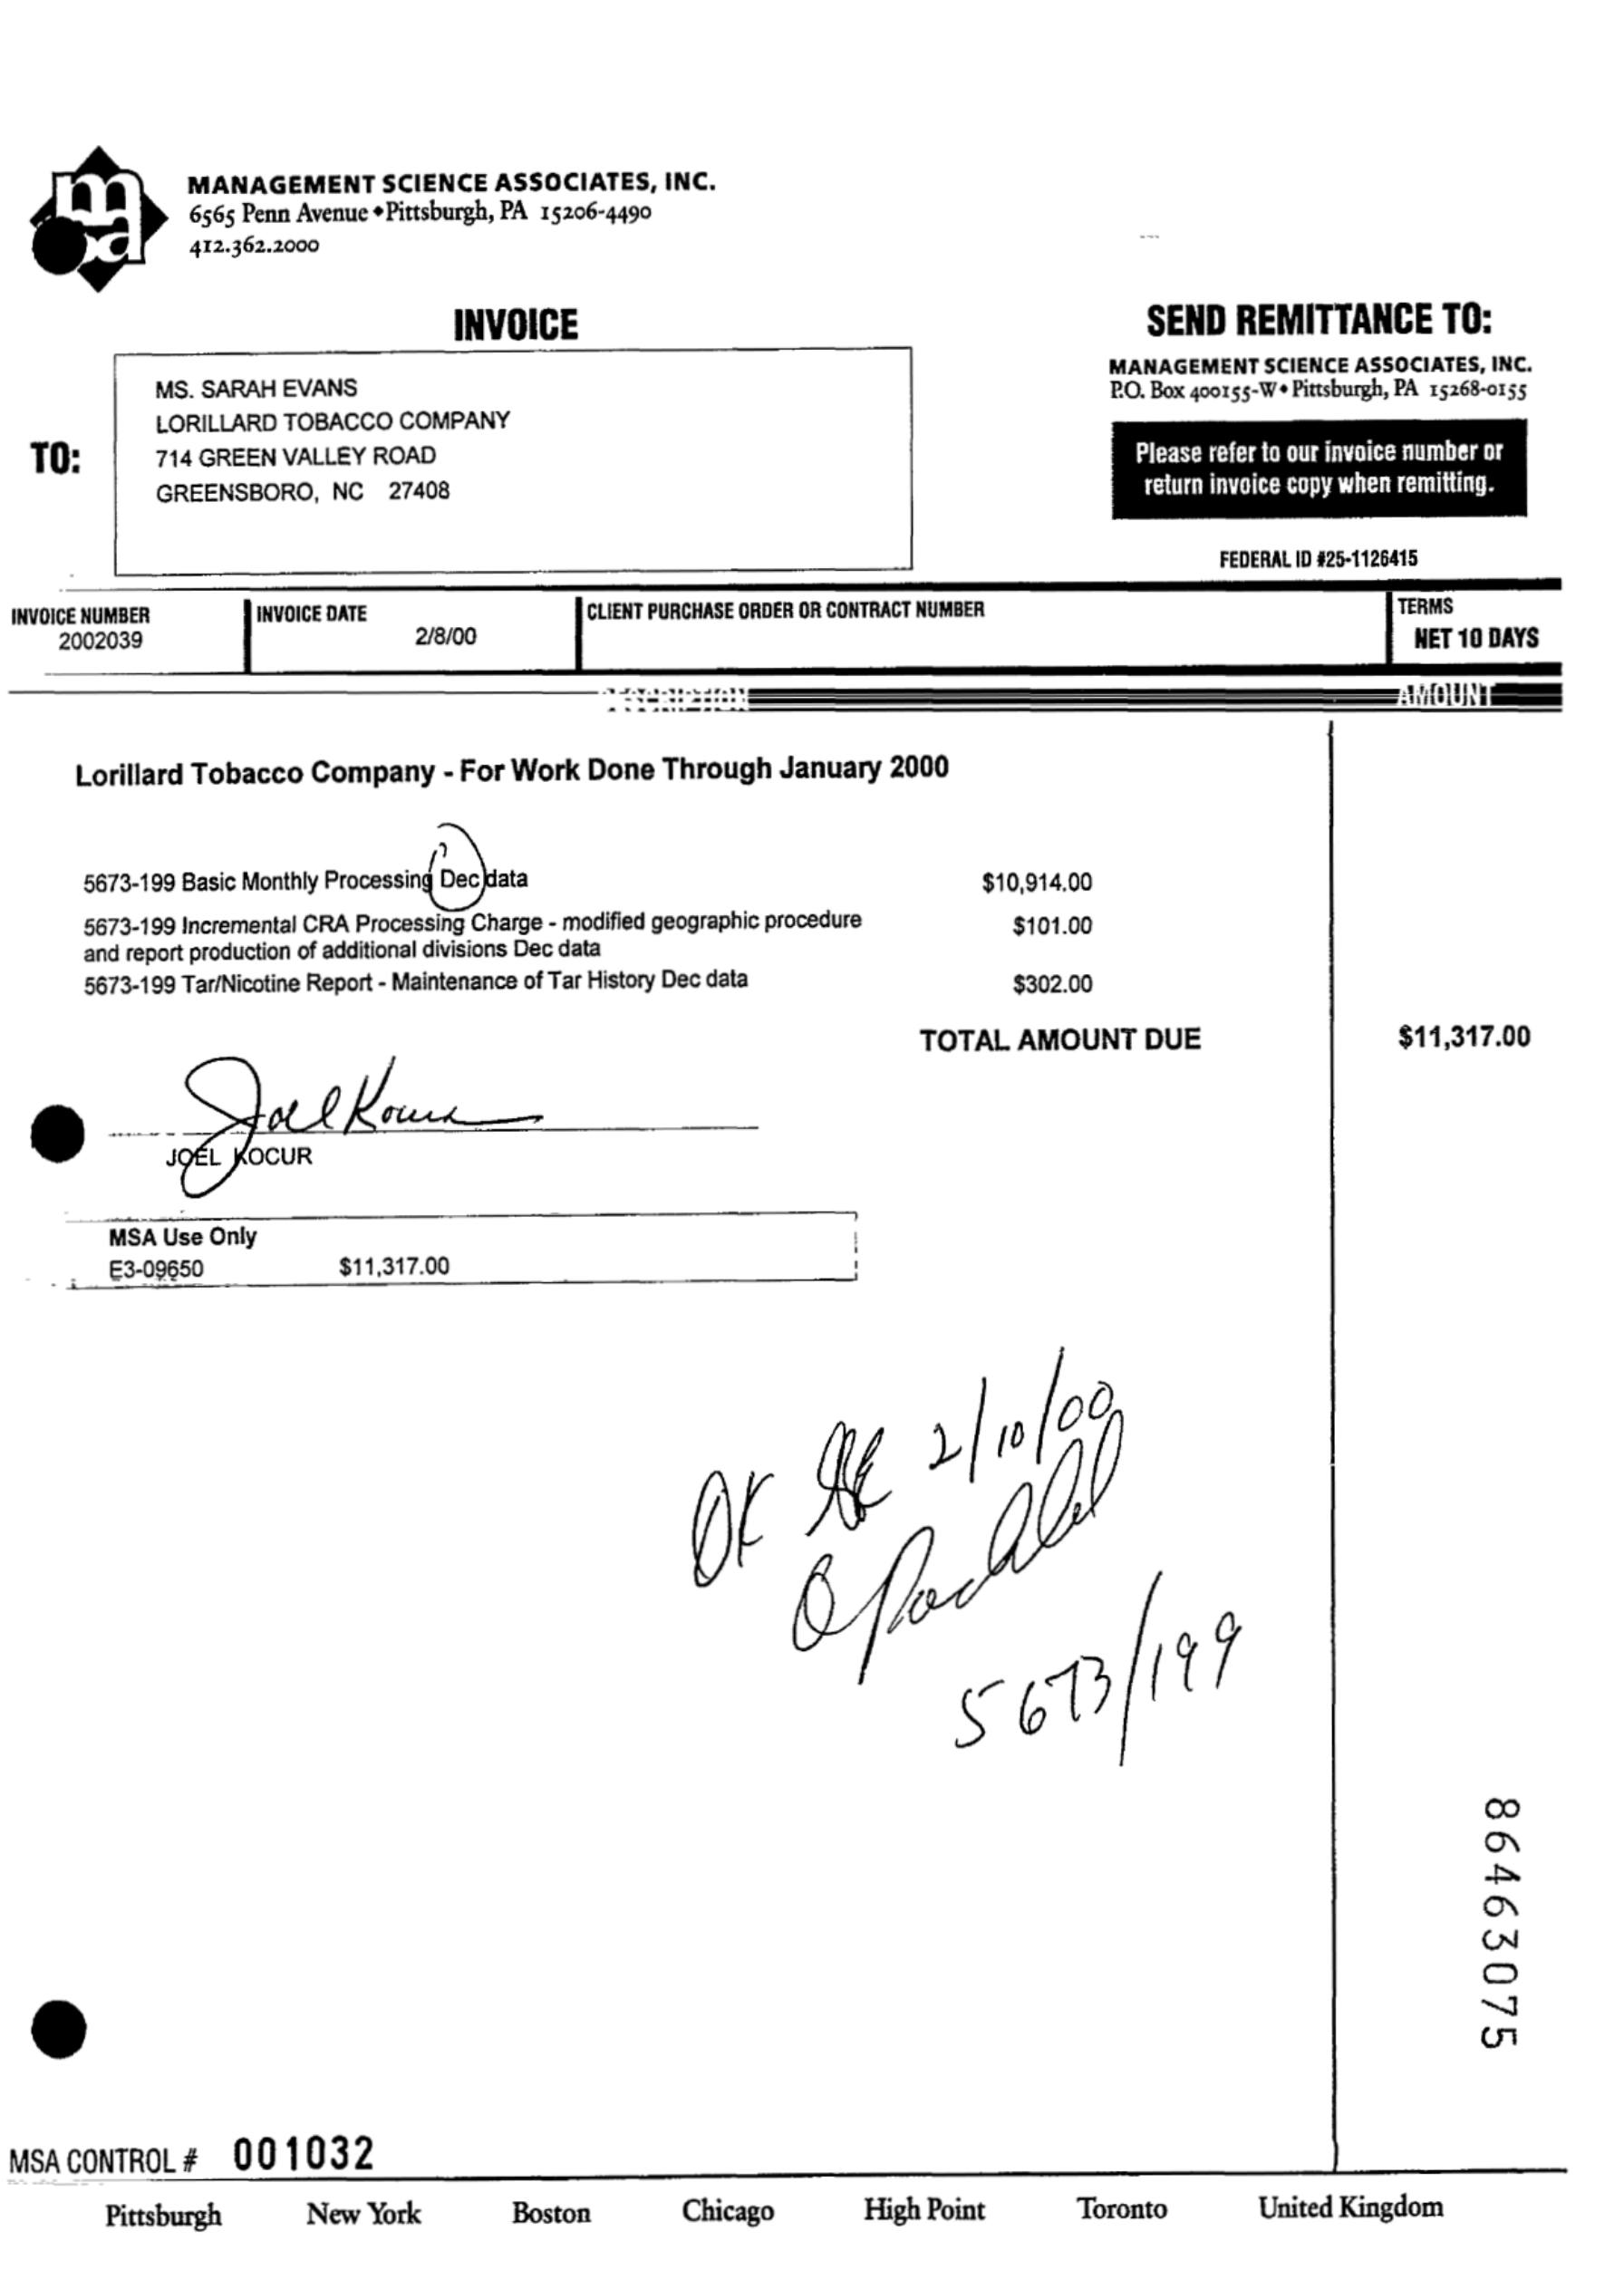 msa
MANAGEMENT SCIENCE ASSOCIATES, INC.
6565 Penn Avenue ◆ Pittsburgh, PA 15206-4490
412.362.2000
INVOICE
SEND REMITTANCE TO:
MANAGEMENT SCIENCE ASSOCIATES, INC.
P.O. Box 400155-W ◆ Pittsburgh, PA 15268-0155
TO:
MS. SARAH EVANS
LORILLARD TOBACCO COMPANY
714 GREEN VALLEY ROAD
GREENSBORO, NC 27408
Please refer to our invoice number or
return invoice copy when remitting.
FEDERAL ID #25-1126415
INVOICE NUMBER INVOICE DATE CLIENT PURCHASE ORDER OR CONTRACT NUMBER TERMS
2002039 2/8/00 NET 10 DAYS
DESCRIPTION AMOUNT
Lorillard Tobacco Company - For Work Done Through January 2000
5673-199 Basic Monthly Processing Dec data $10,914.00
5673-199 Incremental CRA Processing Charge - modified geographic procedure $101.00
and report production of additional divisions Dec data
5673-199 Tar/Nicotine Report - Maintenance of Tar History Dec data $302.00
TOTAL AMOUNT DUE $11,317.00
Joel Kocur
JOEL KOCUR
MSA Use Only
E3-09650 $11,317.00
OK 2/10/00
5673/199
86463075
MSA CONTROL # 001032
Pittsburgh New York Boston Chicago High Point Toronto United Kingdom